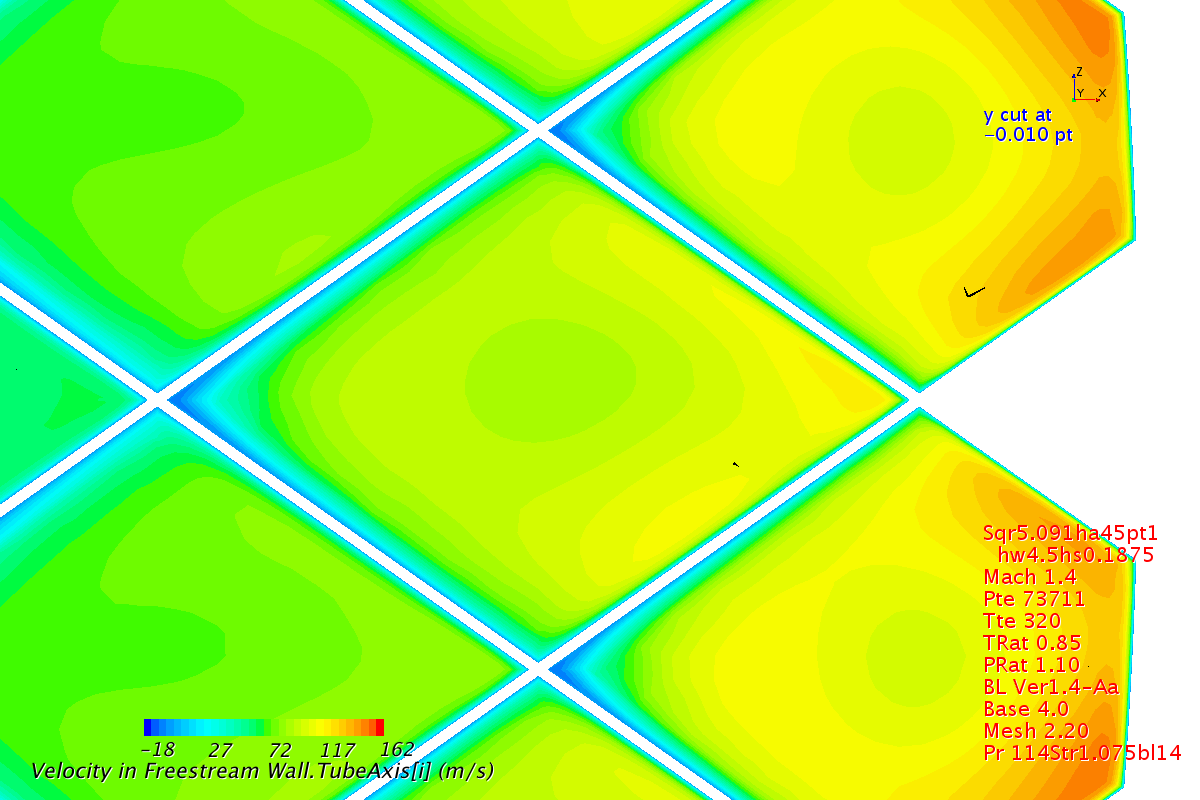 Z
Y X
y cut at
−0.010 pt
Sqr5.091ha45pt1
hw4.5hs0.1875
Mach 1.4
Pte 73711
Tte 320
TRat 0.85
PRat 1.10
BL Ver1.4−Aa
Base 4.0
Mesh 2.20
Pr 114Str1.075bl14
−18 27 72 117 162
Velocity in Freestream Wall.TubeAxis[i] (m/s)